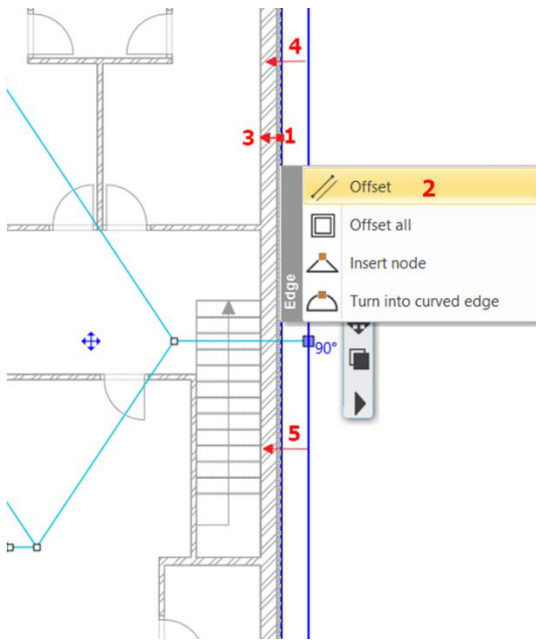 4
3 1
Offset 2
Offset all
Insert node
Turn into curved edge
Edge
90°
5